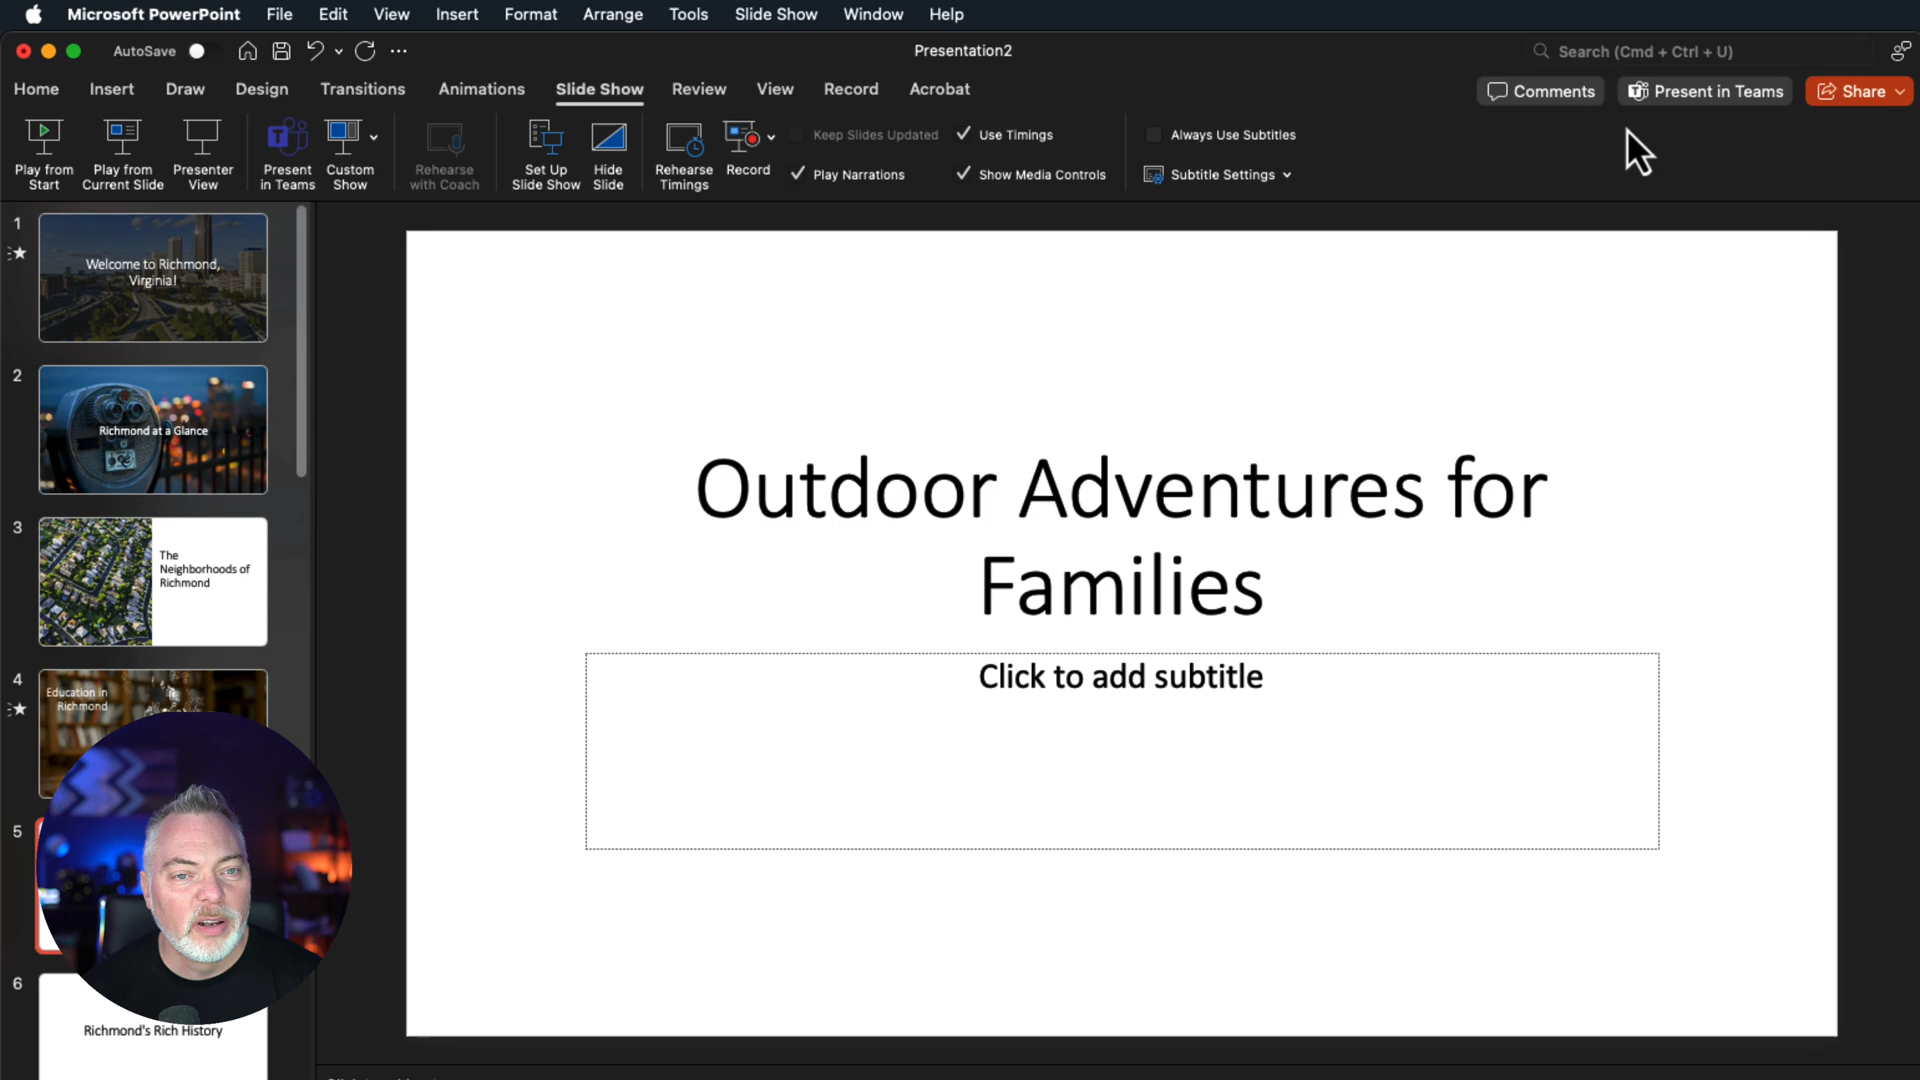 Microsoft PowerPoint File Edit View Insert Format Arrange Tools Slide Show Window Help
AutoSave
Presentation2
Search (Cmd + Ctrl + U)
Home Insert Draw Design Transitions Animations Slide Show Review View Record Acrobat
Comments
Present in Teams
Share
Play from
Start
Play from
Current Slide
Presenter
View
Present
in Teams
Custom
Show
Rehearse
with Coach
Set Up
Slide Show
Hide
Slide
Rehearse
Timings
Record
Keep Slides Updated
Play Narrations
Use Timings
Show Media Controls
Always Use Subtitles
Subtitle Settings
1
Welcome to Richmond,
Virginia!
2
Richmond at a Glance
3
The
Neighborhoods of
Richmond
4
Education in
Richmond
5
6
Richmond's Rich History
Outdoor Adventures for
Families
Click to add subtitle